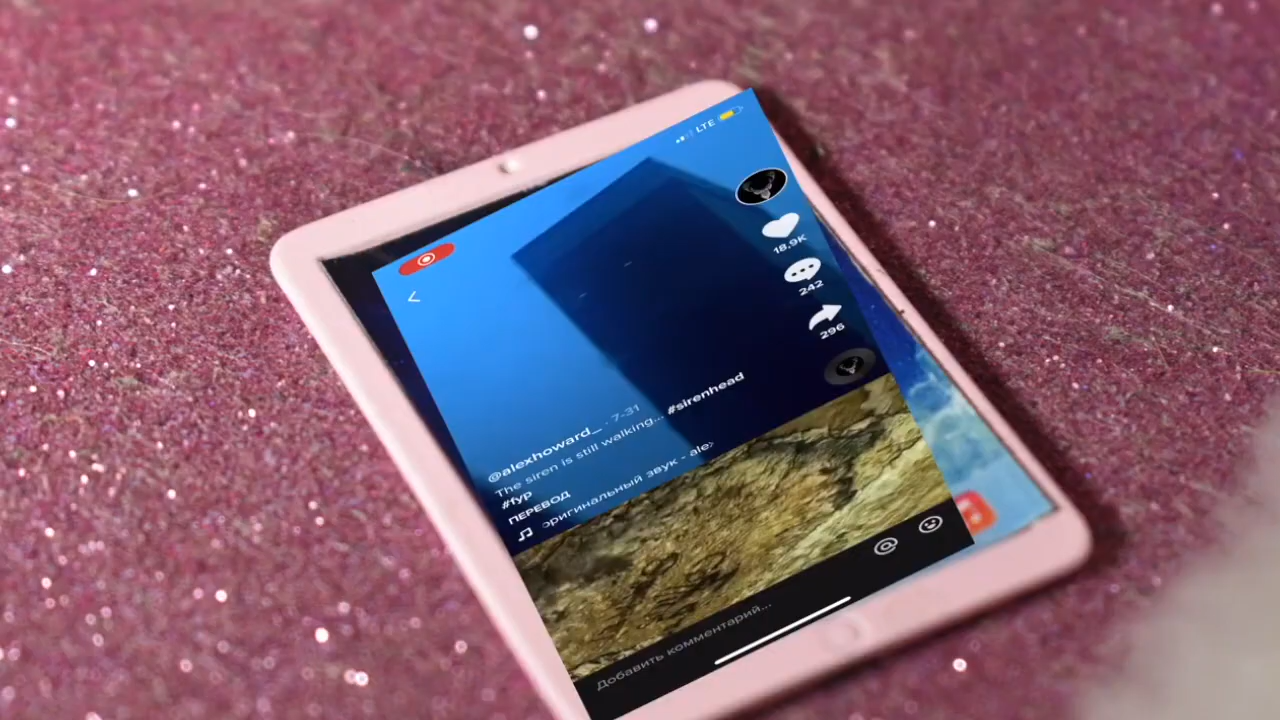 LTE
18.9K
242
296
@alexhoward_ · 7-31
The siren is still walking... #sirenhead
#fyp
ПЕРЕВОД
оригинальный звук - alex
Добавить комментарий...